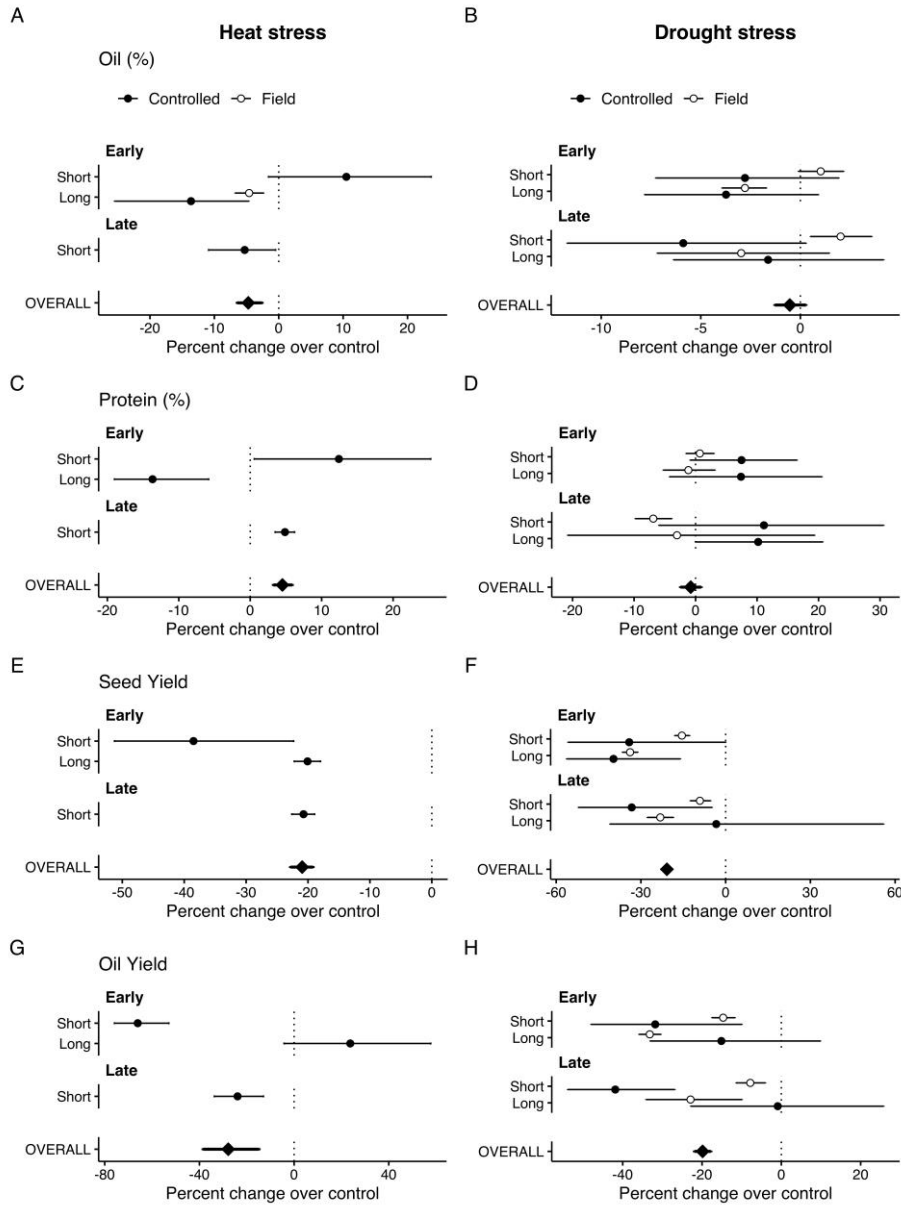 A
B
Heat stress
Drought stress
Oil (%)
Controlled Field
Controlled Field
Early
Short
Long
Late
Short
OVERALL
-20 -10 0 10 20
Percent change over control
Early
Short
Long
Late
Short
Long
OVERALL
-10 -5 0
Percent change over control
C
D
Protein (%)
Early
Short
Long
Late
Short
OVERALL
-20 -10 0 10 20
Percent change over control
Early
Short
Long
Late
Short
Long
OVERALL
-20 -10 0 10 20 30
Percent change over control
E
F
Seed Yield
Early
Short
Long
Late
Short
OVERALL
-50 -40 -30 -20 -10 0
Percent change over control
Early
Short
Long
Late
Short
Long
OVERALL
-60 -30 0 30 60
Percent change over control
G
H
Oil Yield
Early
Short
Long
Late
Short
OVERALL
-80 -40 0 40
Percent change over control
Early
Short
Long
Late
Short
Long
OVERALL
-40 -20 0 20
Percent change over control